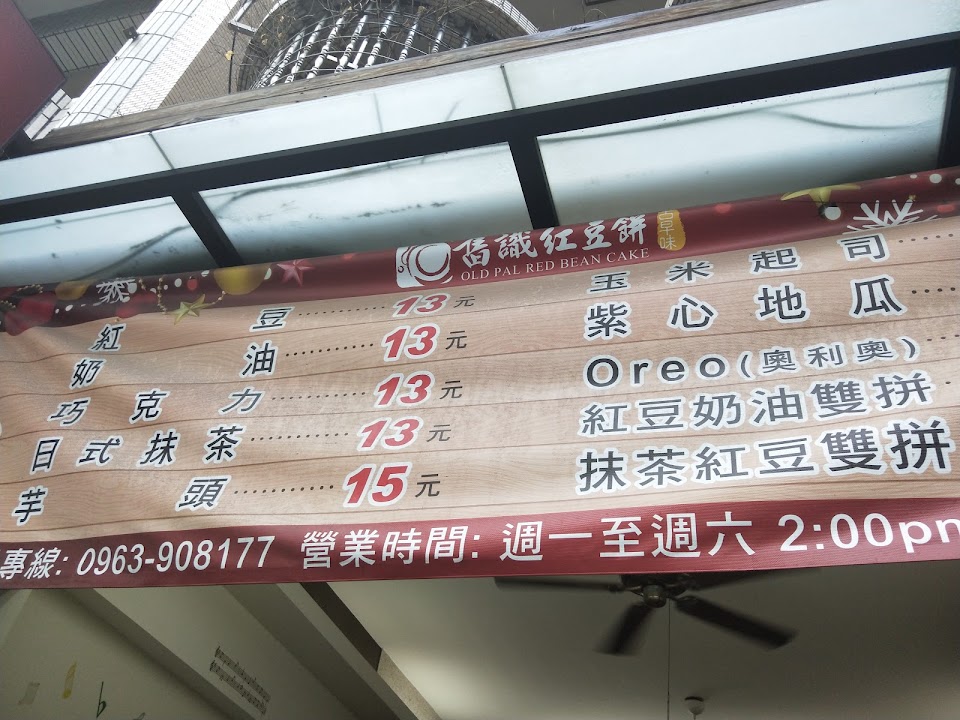 舊識紅豆餅 古早味
OLD PAL RED BEAN CAKE
紅豆............13元
奶油............13元
巧克力............13元
日式抹茶............13元
芋頭............15元
玉米起司......
紫心地瓜......
Oreo(奧利奧)...
紅豆奶油雙拼
抹茶紅豆雙拼
專線: 0963-908177 營業時間: 週一至週六 2:00pm